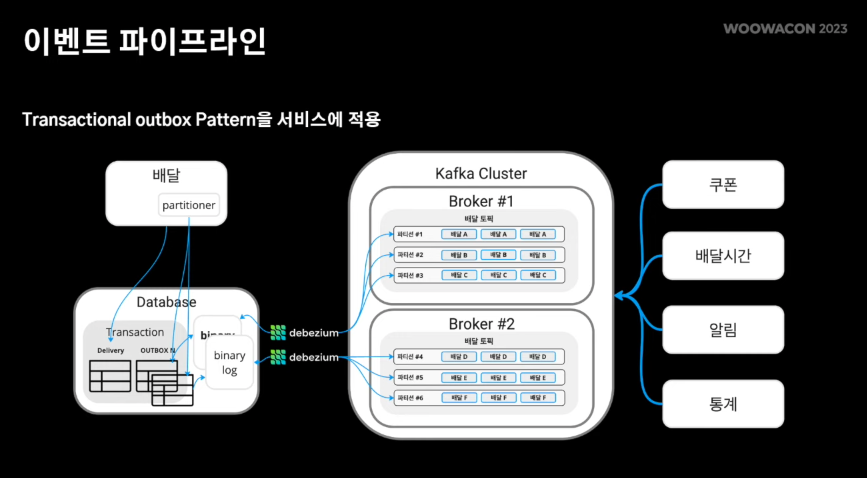 이벤트 파이프라인
WOOWACON 2023
Transactional outbox Pattern을 서비스에 적용
배달
partitioner
Database
Transaction
Delivery
OUTBOX N
binary
binary
log
debezium
debezium
Kafka Cluster
Broker #1
배달 토픽
파티션 #1 배달 A 배달 A 배달 A
파티션 #2 배달 B 배달 B 배달 B
파티션 #3 배달 C 배달 C 배달 C
Broker #2
배달 토픽
파티션 #4 배달 D 배달 D 배달 D
파티션 #5 배달 E 배달 E 배달 E
파티션 #6 배달 F 배달 F 배달 F
쿠폰
배달시간
알림
통계